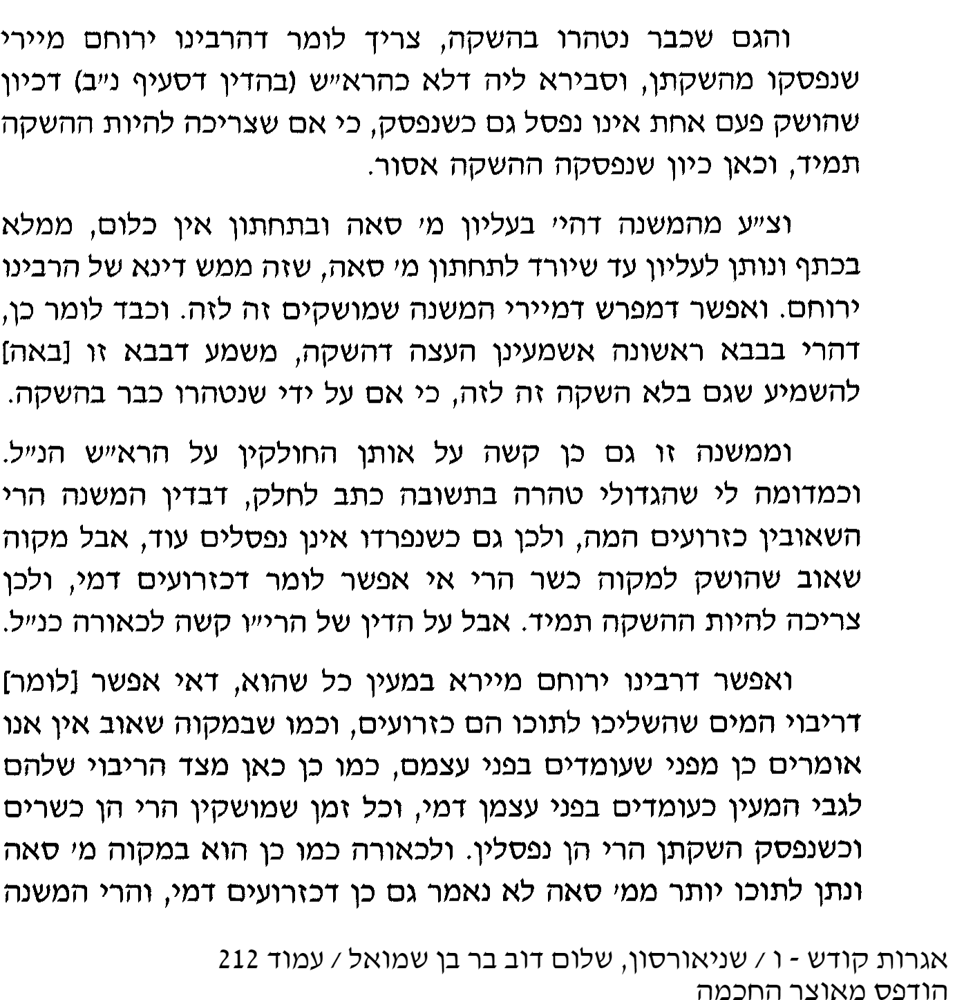 והגם שכבר נטהרו בהשקה, צריך לומר דהרבינו ירוחם מיירי
שנפסקו מהשקתן, וסבירא ליה דלא כהרא״ש (בהדין דסעיף נ״ב) דכיון
שהושק פעם אחת אינו נפסל גם כשנפסק, כי אם שצריכה להיות ההשקה
תמיד, וכאן כיון שנפסקה ההשקה אסור.
וצ״ע מהמשנה דהי׳ בעליון מ׳ סאה ובתחתון אין כלום, ממלא
בכתף ונותן לעליון עד שיורד לתחתון מ׳ סאה, שזה ממש דינא של הרבינו
ירוחם. ואפשר דמפרש דמיירי המשנה שמושקים זה לזה. וכבד לומר כן,
דהרי בבבא ראשונה אשמעינן העצה דהשקה, משמע דבבא זו [באה]
להשמיע שגם בלא השקה זה לזה, כי אם על ידי שנטהרו כבר בהשקה.
וממשנה זו גם כן קשה על אותן החולקין על הרא״ש הנ״ל.
וכמדומה לי שהגדולי טהרה בתשובה כתב לחלק, דבדין המשנה הרי
השאובין כזרועים המה, ולכן גם כשנפרדו אינן נפסלים עוד, אבל מקוה
שאוב שהושק למקוה כשר הרי אי אפשר לומר דכזרועים דמי, ולכן
צריכה להיות ההשקה תמיד. אבל על הדין של הרי״ו קשה לכאורה כנ״ל.
ואפשר דרבינו ירוחם מיירא במעין כל שהוא, דאי אפשר [לומר]
דריבוי המים שהשליכו לתוכו הם כזרועים, וכמו שבמקוה שאוב אין אנו
אומרים כן מפני שעומדים בפני עצמם, כמו כן כאן מצד הריבוי שלהם
לגבי המעין כעומדים בפני עצמן דמי, וכל זמן שמושקין הרי הן כשרים
וכשנפסק השקתן הרי הן נפסלין. ולכאורה כמו כן הוא במקוה מ׳ סאה
ונתן לתוכו יותר ממ׳ סאה לא נאמר גם כן דכזרועים דמי, והרי המשנה
אגרות קודש - ו / שניאורסון, שלום דוב בר בן שמואל / עמוד 212
הודפס מאוצר החכמה